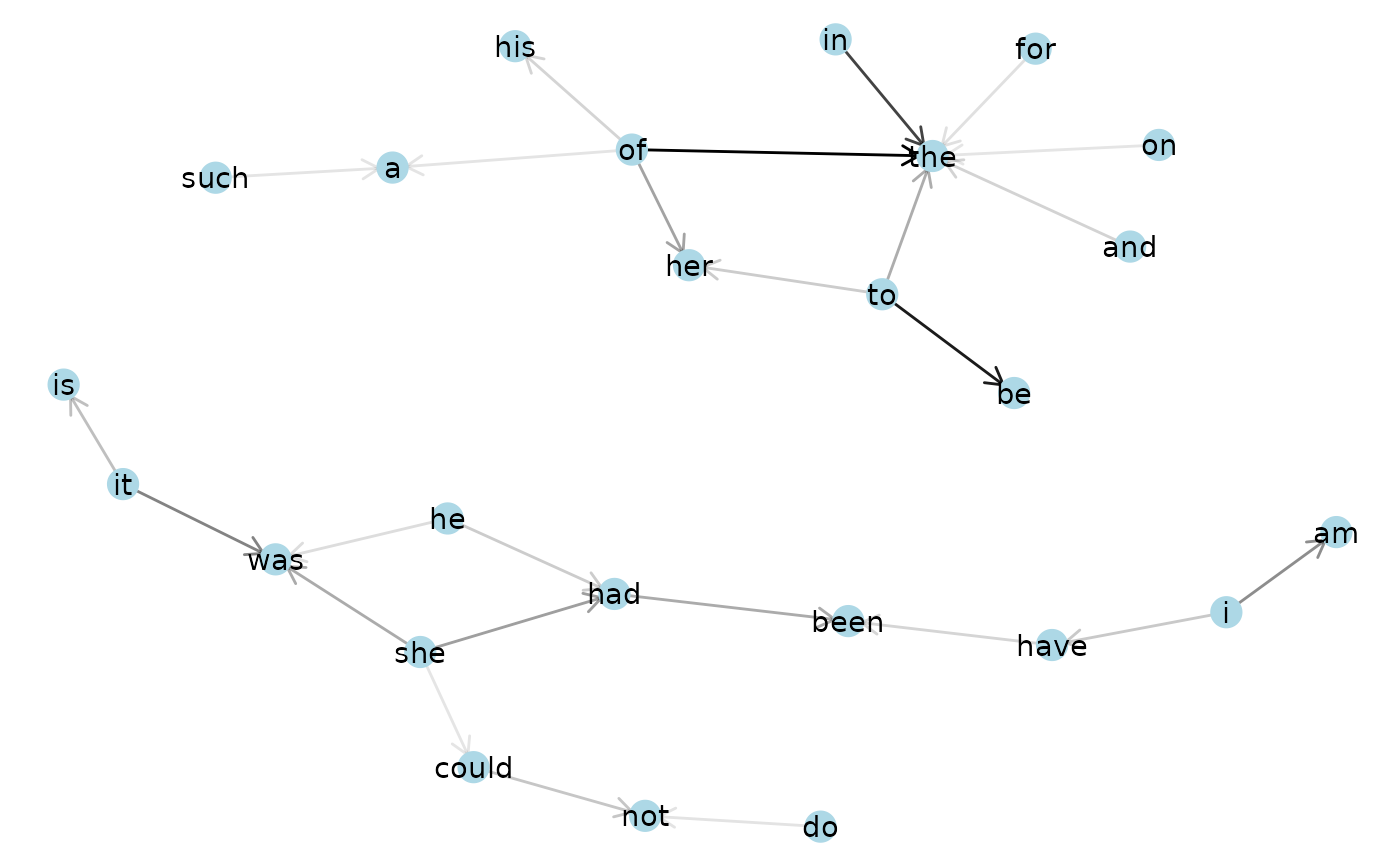 in
his
for
on
of
the
a
such
and
her
to
is
be
it
he
am
was
had
i
been
have
she
could
not
do